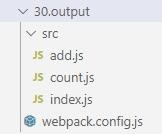 30.output
src
JS add.js
JS count.js
JS index.js
webpack.config.js